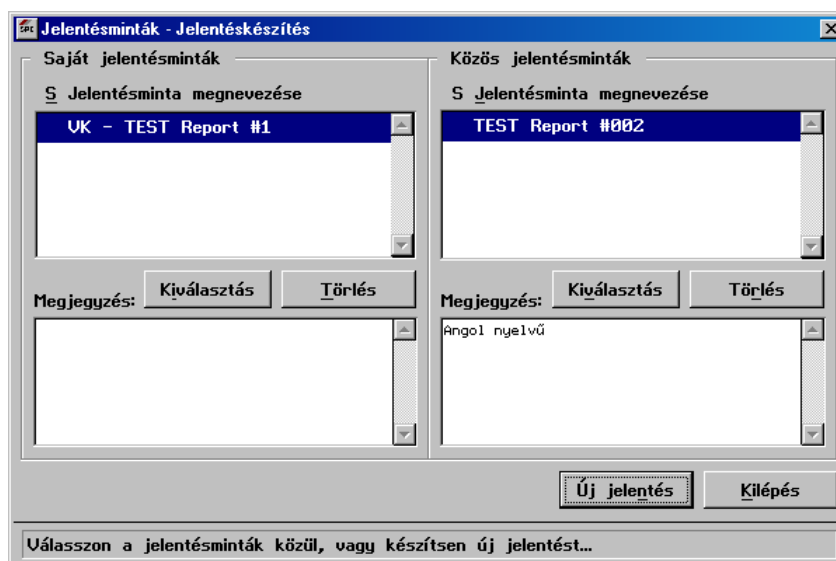 Jelentésminták - Jelentéskészítés
Saját jelentésminták
S Jelentésminta megnevezése
VK - TEST Report #1
Megjegyzés:
Kiválasztás
Törlés
Közös jelentésminták
S Jelentésminta megnevezése
TEST Report #002
Megjegyzés:
Kiválasztás
Törlés
Angol nyelvű
Új jelentés
Kilépés
Válasszon a jelentésminták közül, vagy készítsen új jelentést...